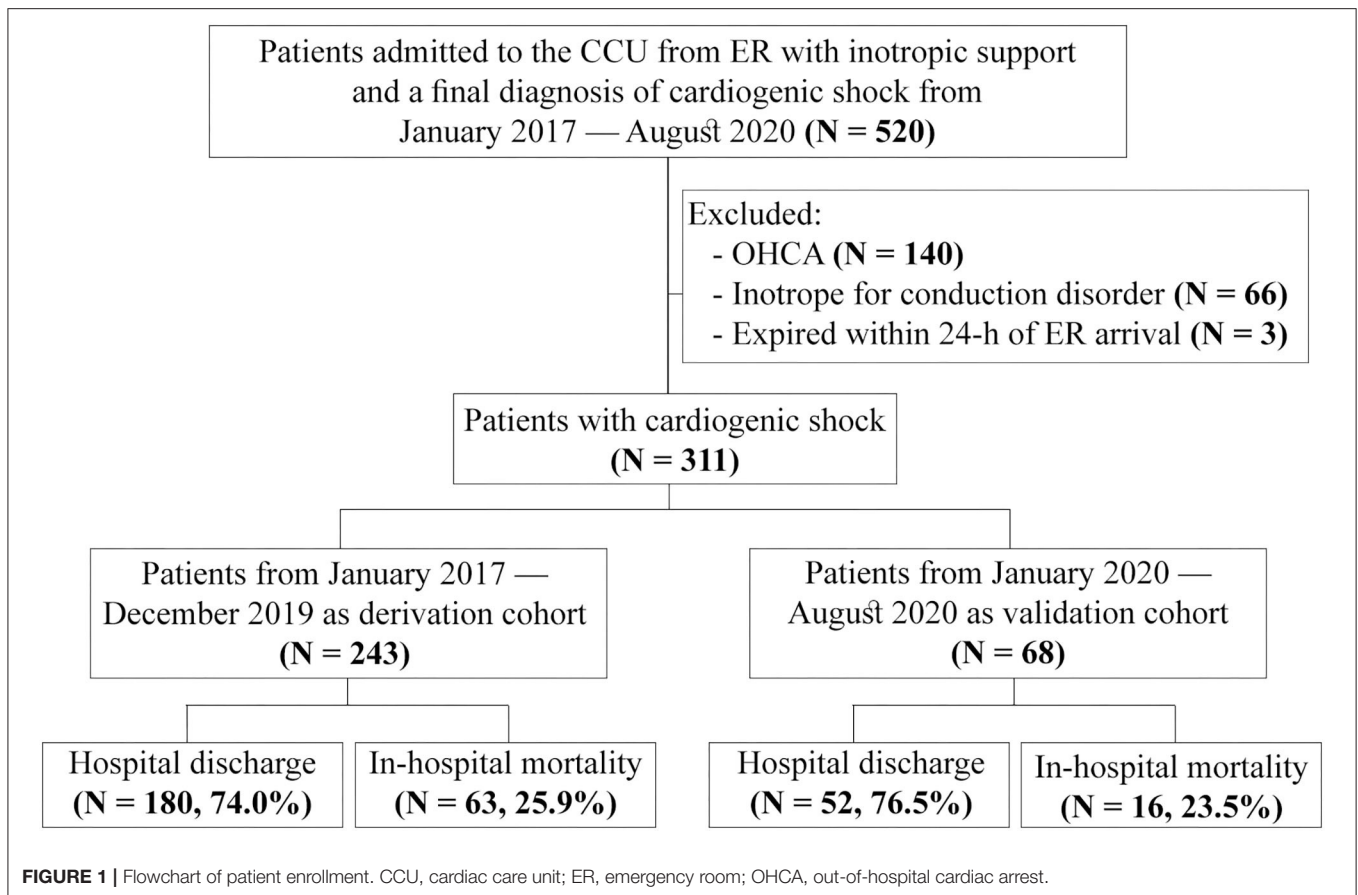 Patients admitted to the CCU from ER with inotropic support
and a final diagnosis of cardiogenic shock from
January 2017 — August 2020 (N = 520)
Excluded:
- OHCA (N = 140)
- Inotrope for conduction disorder (N = 66)
- Expired within 24-h of ER arrival (N = 3)
Patients with cardiogenic shock
(N = 311)
Patients from January 2017 —
December 2019 as derivation cohort
(N = 243)
Patients from January 2020 —
August 2020 as validation cohort
(N = 68)
Hospital discharge
(N = 180, 74.0%)
In-hospital mortality
(N = 63, 25.9%)
Hospital discharge
(N = 52, 76.5%)
In-hospital mortality
(N = 16, 23.5%)
FIGURE 1 | Flowchart of patient enrollment. CCU, cardiac care unit; ER, emergency room; OHCA, out-of-hospital cardiac arrest.